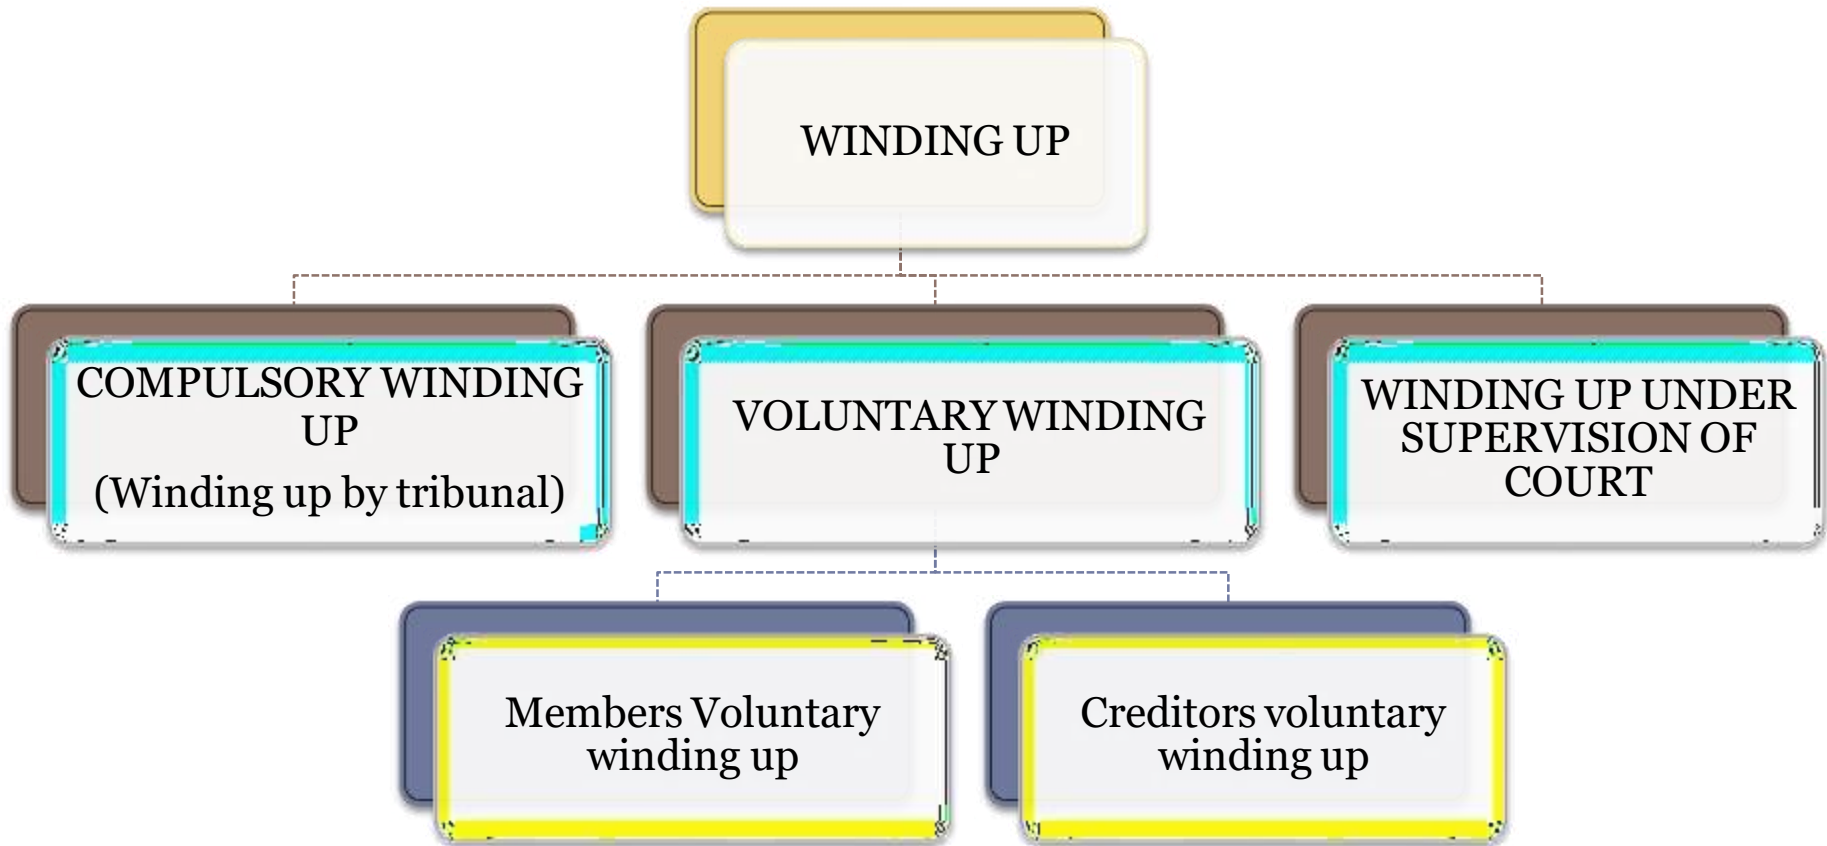 WINDING UP
COMPULSORY WINDING
UP
(Winding up by tribunal)
VOLUNTARY WINDING
UP
WINDING UP UNDER
SUPERVISION OF
COURT
Members Voluntary
winding up
Creditors voluntary
winding up